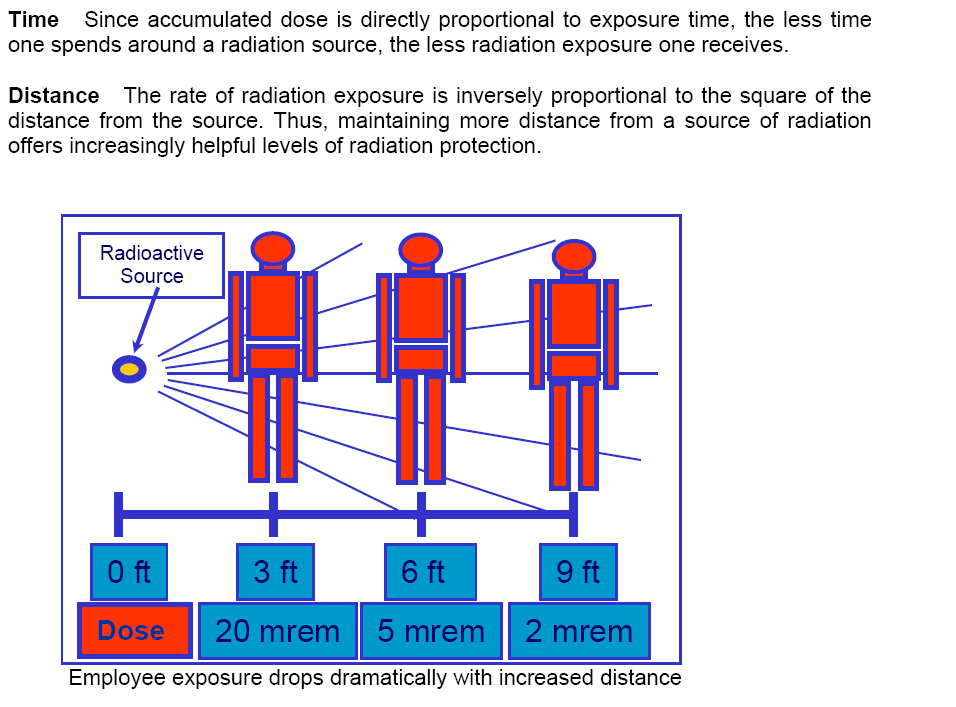 Time Since accumulated dose is directly proportional to exposure time, the less time
one spends around a radiation source, the less radiation exposure one receives.
Distance The rate of radiation exposure is inversely proportional to the square of the
distance from the source. Thus, maintaining more distance from a source of radiation
offers increasingly helpful levels of radiation protection.
Radioactive
Source
0 ft 3 ft 6 ft 9 ft
Dose 20 mrem 5 mrem 2 mrem
Employee exposure drops dramatically with increased distance